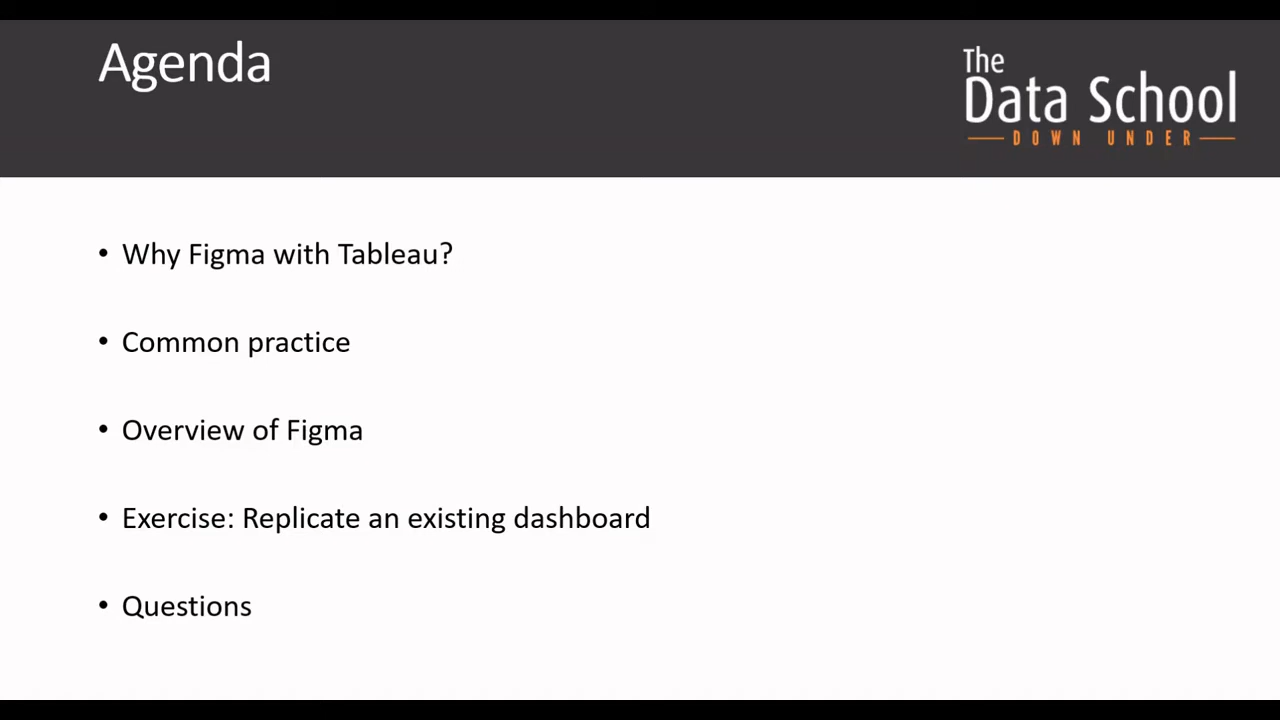 Agenda
The
Data School
DOWN UNDER
• Why Figma with Tableau?
• Common practice
• Overview of Figma
• Exercise: Replicate an existing dashboard
• Questions